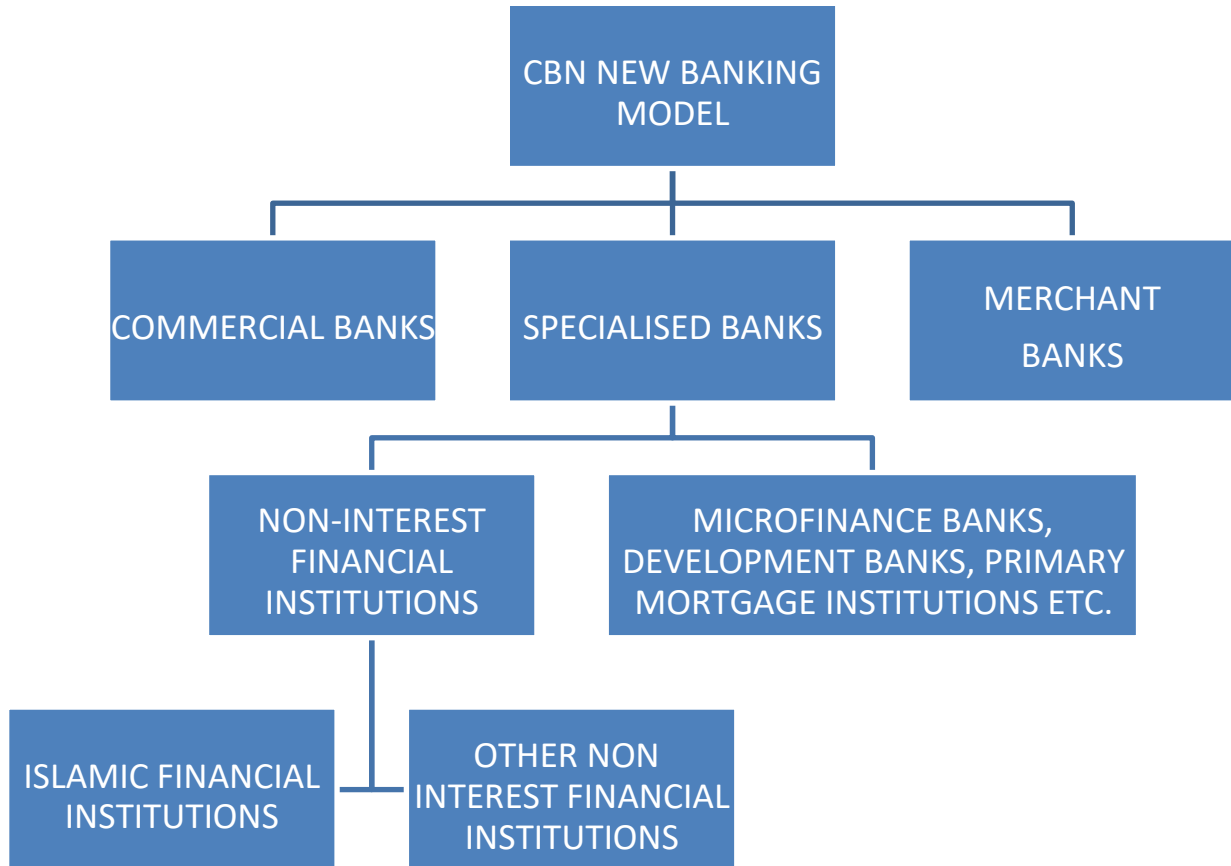 CBN NEW BANKING
MODEL
COMMERCIAL BANKS
SPECIALISED BANKS
MERCHANT
BANKS
NON-INTEREST
FINANCIAL
INSTITUTIONS
MICROFINANCE BANKS,
DEVELOPMENT BANKS, PRIMARY
MORTGAGE INSTITUTIONS ETC.
ISLAMIC FINANCIAL
INSTITUTIONS
OTHER NON
INTEREST FINANCIAL
INSTITUTIONS